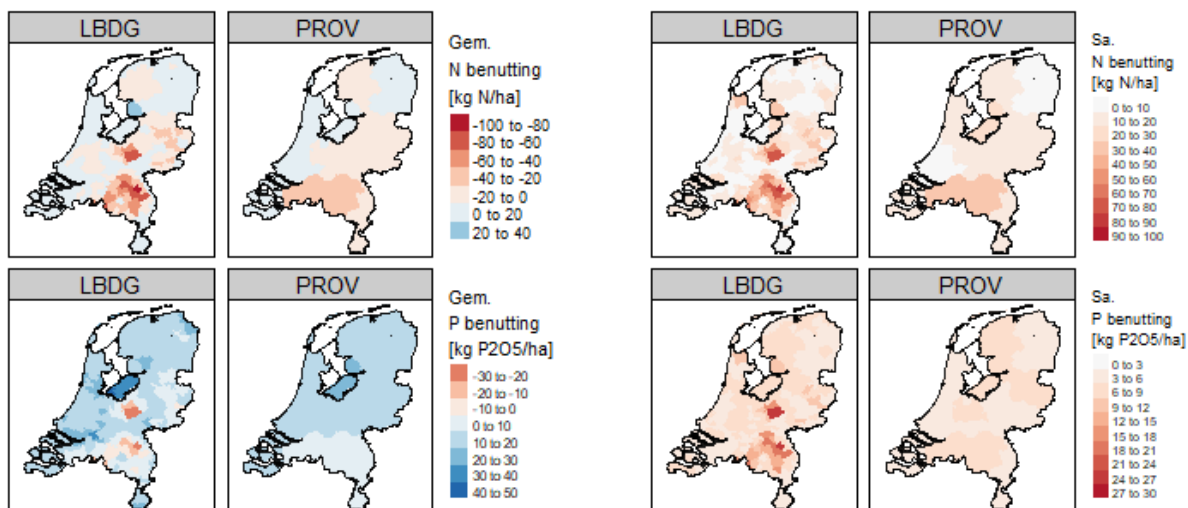 LBDG
PROV
Gem.
N benutting
[kg N/ha]
-100 to -80
-80 to -60
-60 to -40
-40 to -20
-20 to 0
0 to 20
20 to 40
LBDG
PROV
Sa.
N benutting
[kg N/ha]
0 to 10
10 to 20
20 to 30
30 to 40
40 to 50
50 to 60
60 to 70
70 to 80
80 to 90
90 to 100
LBDG
PROV
Gem.
P benutting
[kg P2O5/ha]
-30 to -20
-20 to -10
-10 to 0
0 to 10
10 to 20
20 to 30
30 to 40
40 to 50
LBDG
PROV
Sa.
P benutting
[kg P2O5/ha]
0 to 3
3 to 6
6 to 9
9 to 12
12 to 15
15 to 18
18 to 21
21 to 24
24 to 27
27 to 30